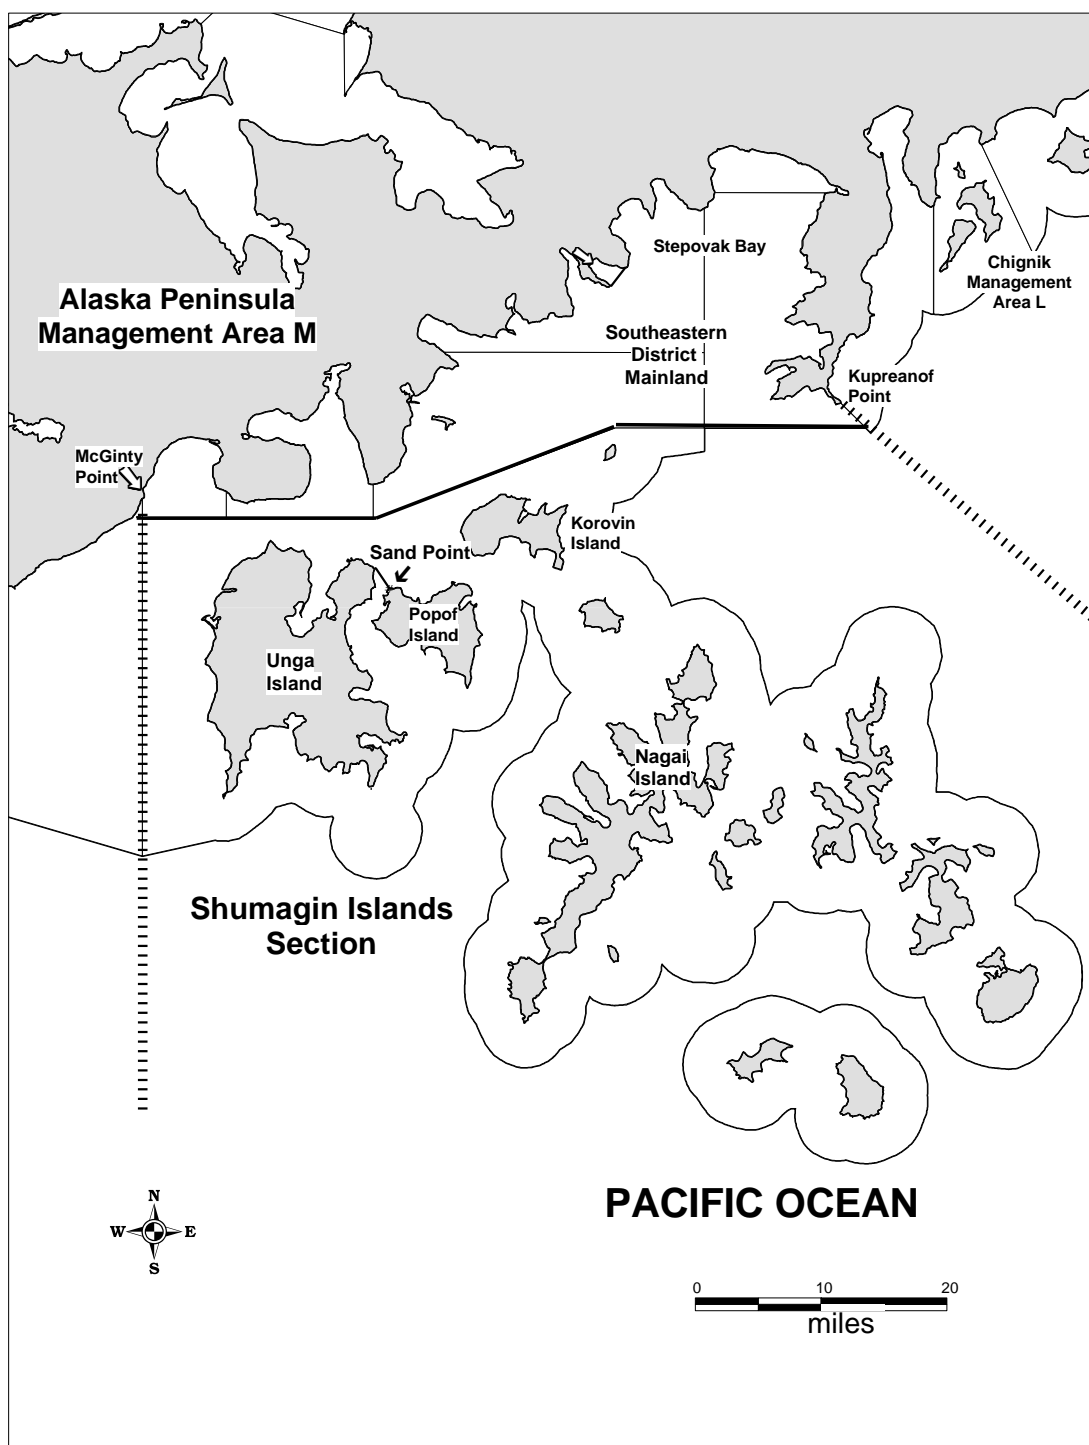 Stepovak Bay
Chignik
Management
Area L
Alaska Peninsula
Management Area M
Southeastern
District
Mainland
Kupreanof
Point
McGinty
Point
Korovin
Island
Sand Point
Popof
Island
Unga
Island
Nagai
Island
Shumagin Islands
Section
PACIFIC OCEAN
N
W E
S
0 10 20
miles